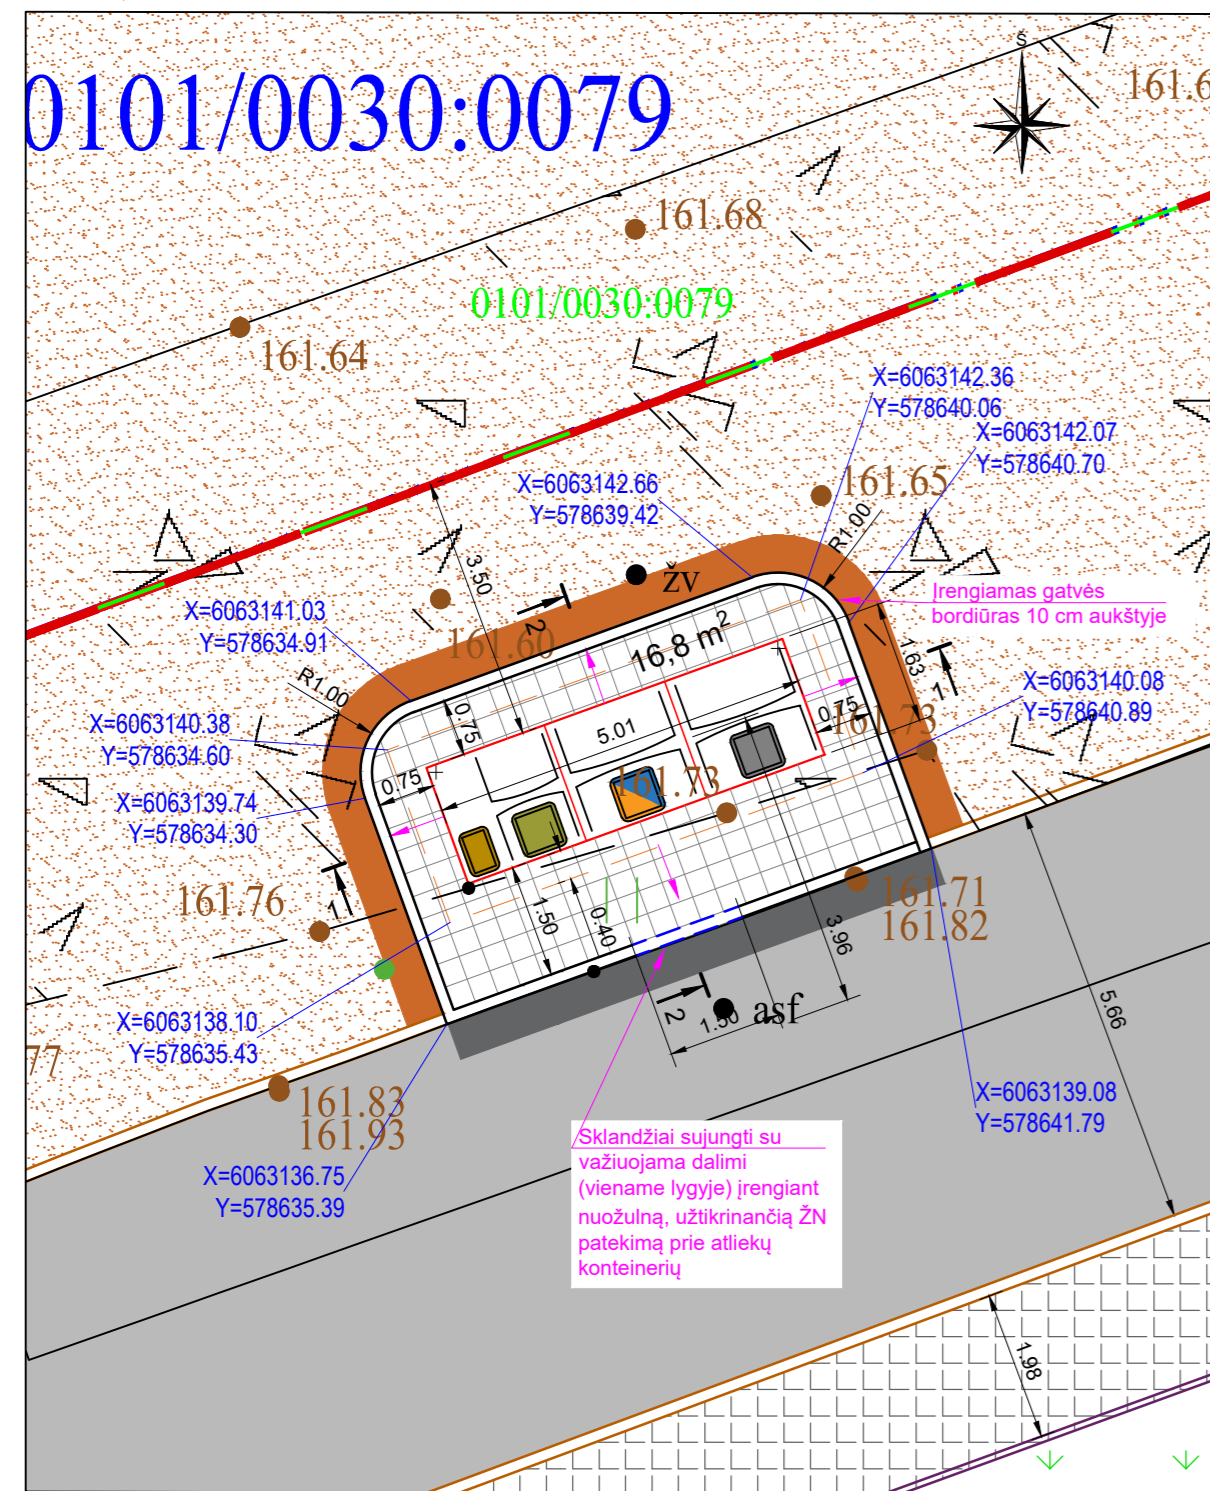 0101/0030:0079
Š
161.6
161.68
0101/0030:0079
161.64
X=6063142.36
Y=578640.06
X=6063142.07
Y=578640.70
161.65
X=6063142.66
Y=578639.42
R1.00
3.50
žv
Įrengiamas gatvės
bordiūras 10 cm aukštyje
X=6063141.03
Y=578634.91
2
161.60
16,8 m2
1.63
1
X=6063140.08
Y=578640.89
R1.00
0.75
X=6063140.38
Y=578634.60
5.01
0.75
161.73
0.75
161.73
X=6063139.74
Y=578634.30
161.76
1
1.50
0.40
3.96
161.71
161.82
X=6063138.10
Y=578635.43
2
1.50
asf
5.66
77
161.83
161.93
X=6063139.08
Y=578641.79
Sklandžiai sujungti su
važiuojama dalimi
(viename lygyje) įrengiant
nuožulną, užtikrinančią ŽN
patekimą prie atliekų
konteinerių
X=6063136.75
Y=578635.39
1.98